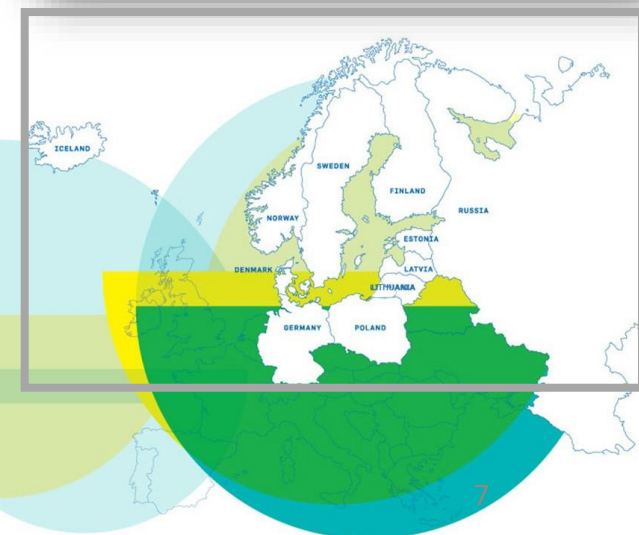 ICELAND
SWEDEN
FINLAND
RUSSIA
NORWAY
ESTONIA
DENMARK
LATVIA
LITHUANIA
GERMANY
POLAND
7